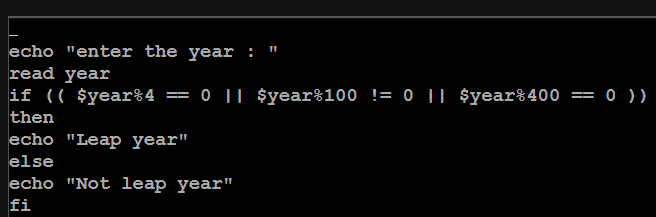 echo "enter the year : "
read year
if (( $year%4 == 0 || $year%100 != 0 || $year%400 == 0 ))
then
echo "Leap year"
else
echo "Not leap year"
fi